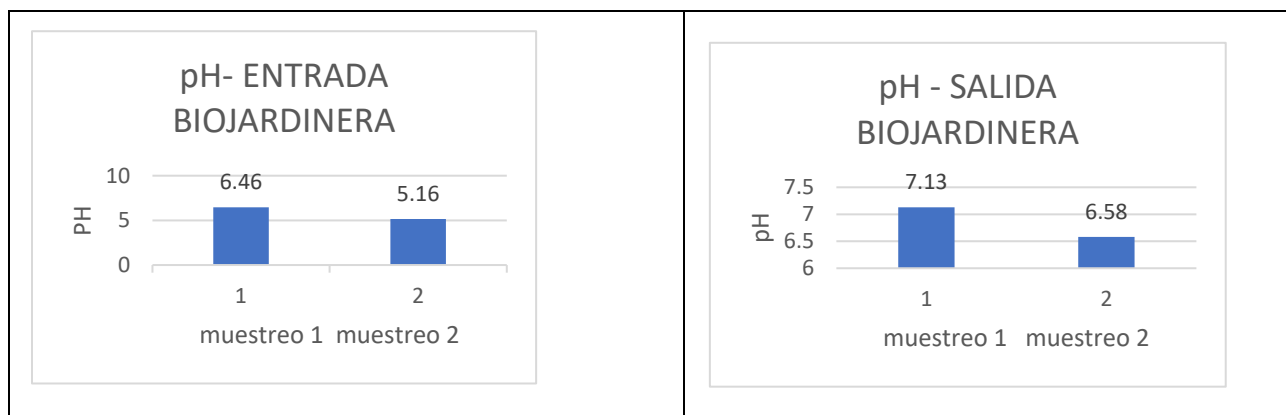 pH- ENTRADA
BIOJARDINERA
10
5
0
PH
6.46
5.16
1
2
muestreo 1 muestreo 2
pH - SALIDA
BIOJARDINERA
7.5
7
6.5
6
pH
7.13
6.58
1
2
muestreo 1 muestreo 2